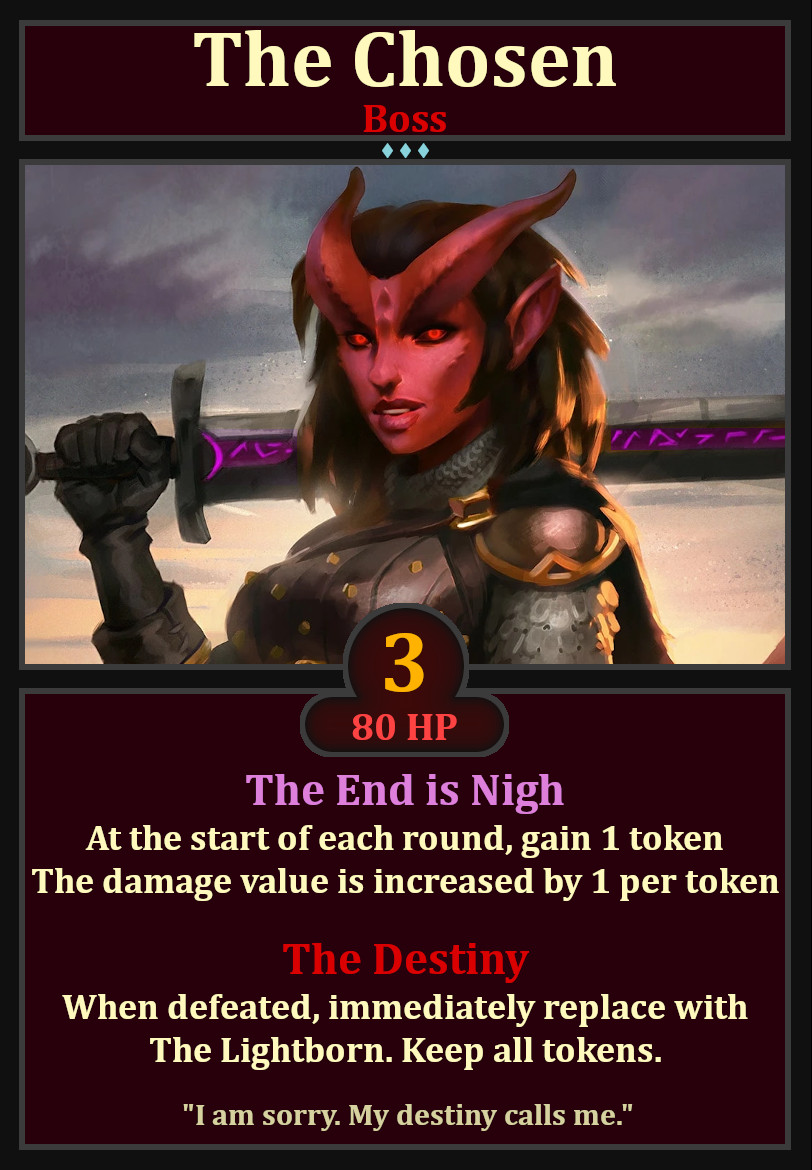 The Chosen
Boss
3
80 HP
The End is Nigh
At the start of each round, gain 1 token
The damage value is increased by 1 per token
The Destiny
When defeated, immediately replace with
The Lightborn. Keep all tokens.
"I am sorry. My destiny calls me."